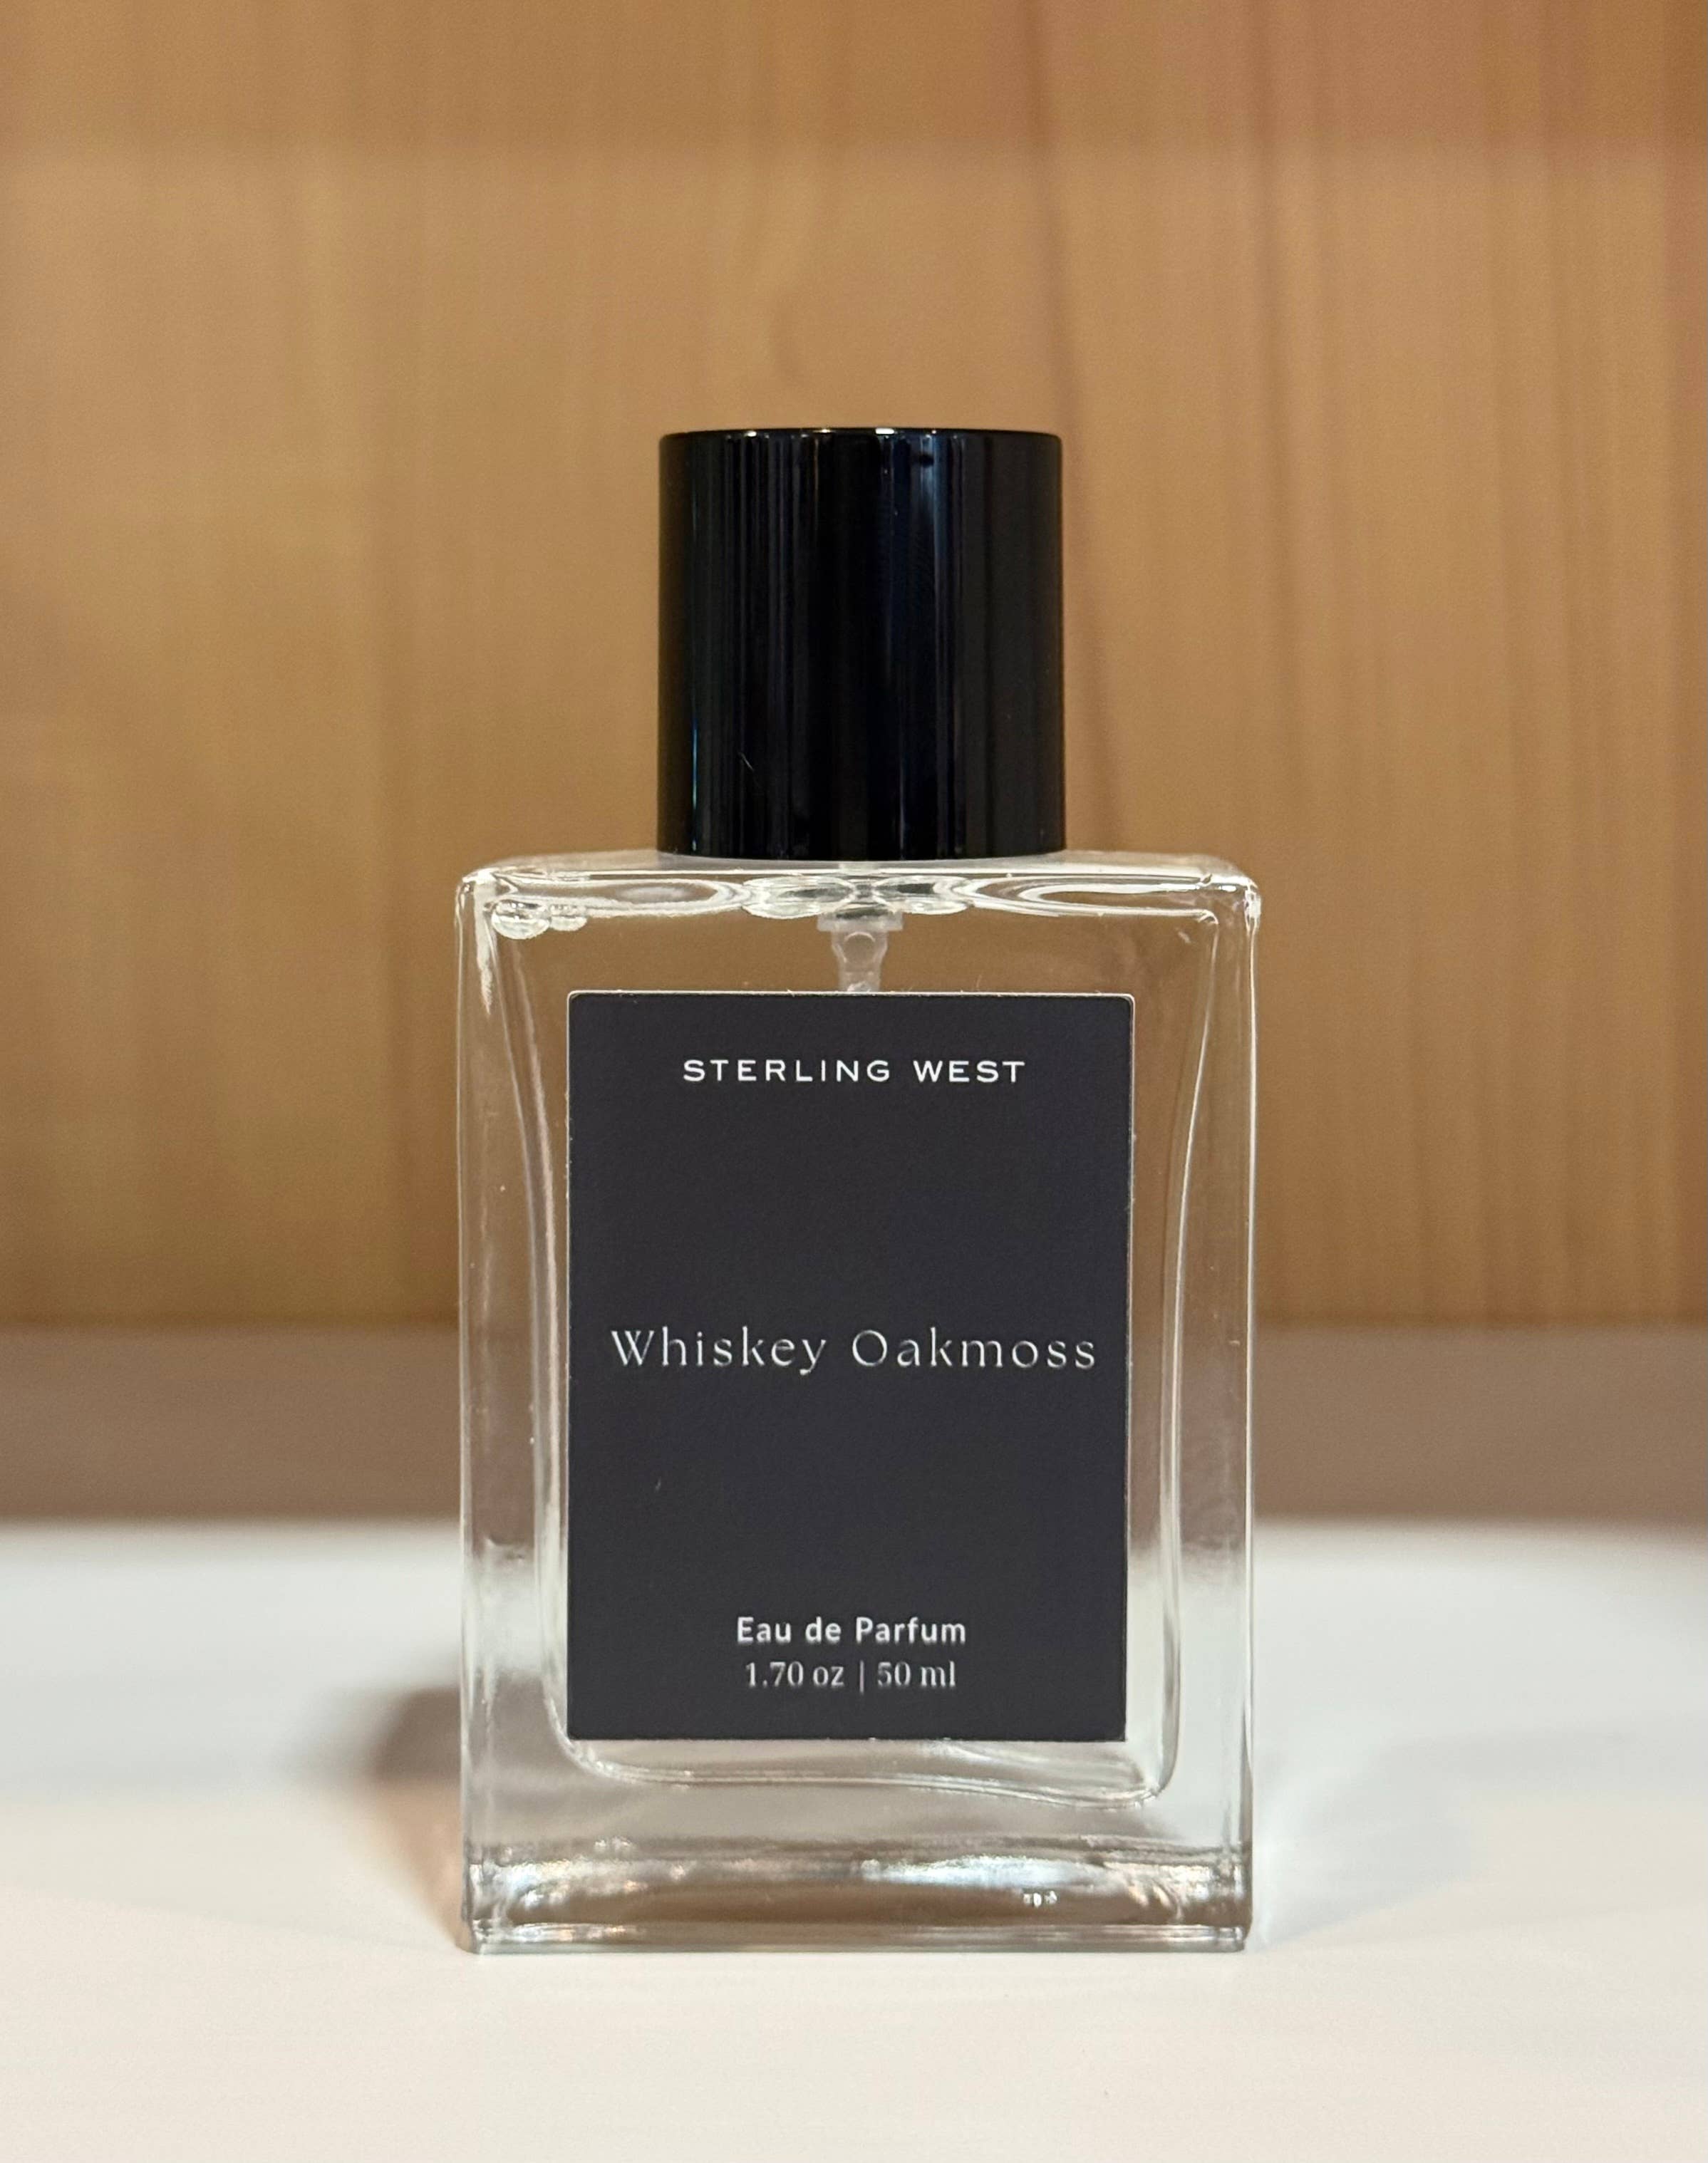 STERLING WEST
Whiskey Oakmoss
Eau de Parfum
1.70 oz | 50 ml